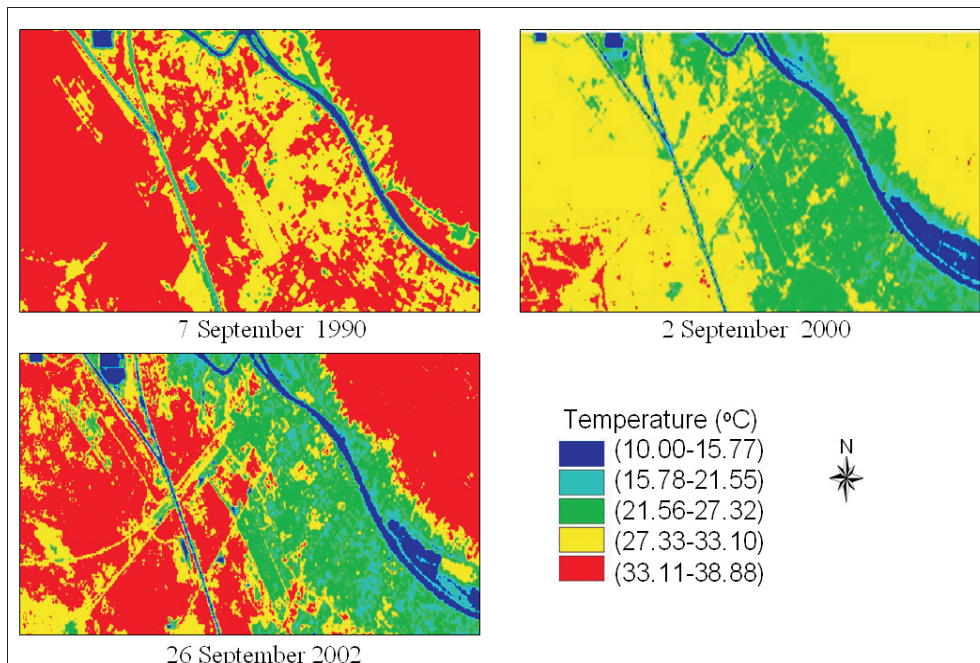 7 September 1990
2 September 2000
26 September 2002
Temperature (ºC)
(10.00-15.77)
(15.78-21.55)
(21.56-27.32)
(27.33-33.10)
(33.11-38.88)
N